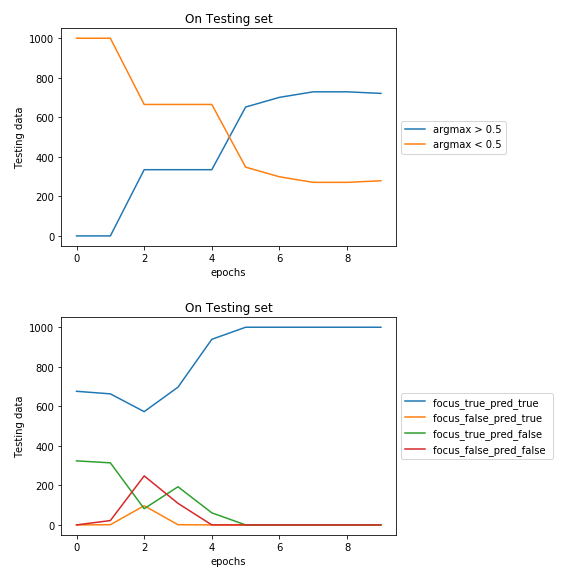 On Testing set
1000
800
600
400
200
0
Testing data
0 2 4 6 8
epochs
argmax > 0.5
argmax < 0.5
On Testing set
1000
800
600
400
200
0
Testing data
0 2 4 6 8
epochs
focus_true_pred_true
focus_false_pred_true
focus_true_pred_false
focus_false_pred_false